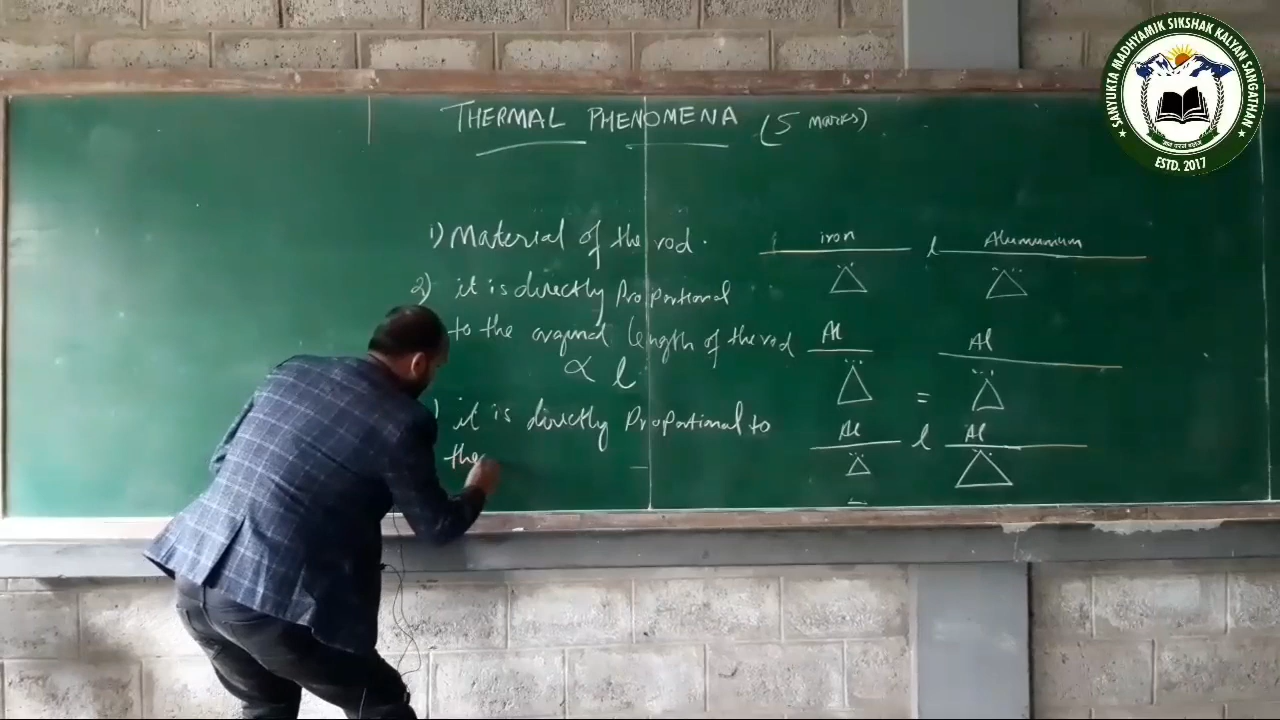 THERMAL PHENOMENA (5 marks)
1) Material of the rod.
2) it is directly Proportional
to the orignal length of the rod
∝ l
) it is directly Proportional to
the
iron l Alumunium
Al Al
=
Al l Al
SANYUKTA MADHYAMIK SIKSHAK KALYAN SANGATHAN
ESTD. 2017